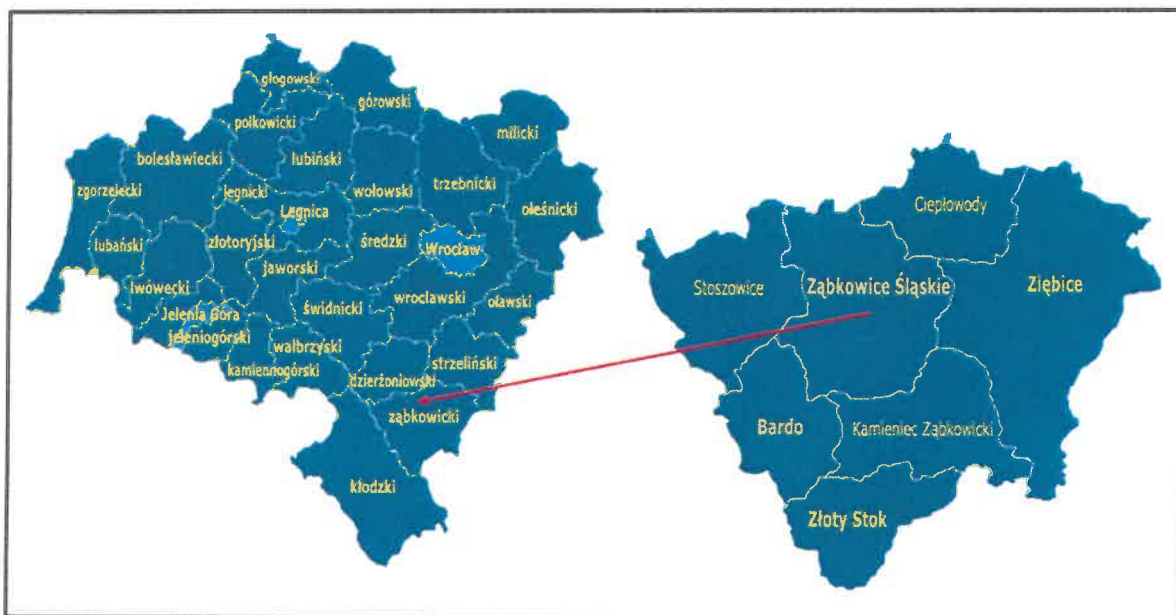 głogowski
górowski
polkowicki
milicki
bolesławiecki
lubiński
zgorzelecki
legnicki
wołowski
trzebnicki
oleśnicki
Legnica
lubański
złotoryjski
średzki
Wrocław
jaworski
lwówecki
wrocławski
oławski
świdnicki
Jelenia Góra
jeleniogórski
wałbrzyski
strzeliński
kamiennogórski
dzierżoniowski
ząbkowicki
kłodzki
Ciepłowody
Stoszowice
Ząbkowice Śląskie
Ziębice
Bardo
Kamieniec Ząbkowicki
Złoty Stok